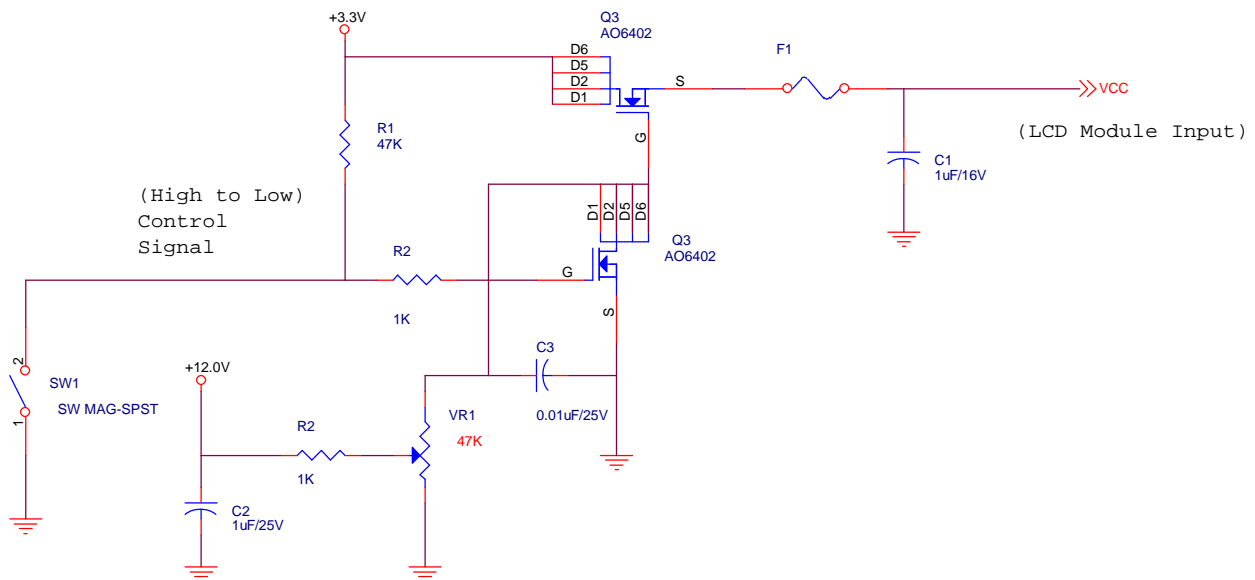 +3.3V
Q3
AO6402
D6
D5
D2
D1
S
G
F1
VCC
(LCD Module Input)
R1
47K
C1
1uF/16V
(High to Low)
Control
Signal
D1
D2
D5
D6
Q3
AO6402
R2
1K
G
S
2
1
SW1
SW MAG-SPST
+12.0V
C3
0.01uF/25V
VR1
47K
R2
1K
C2
1uF/25V